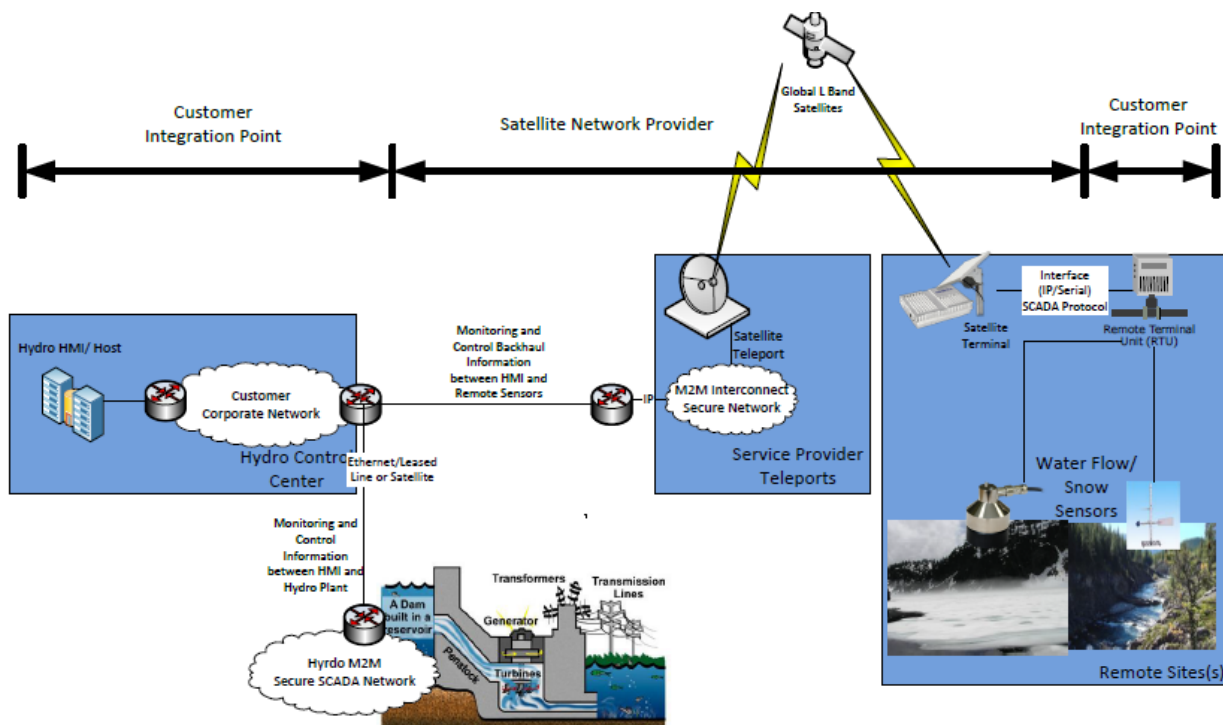 Global L Band
Satellites
Customer
Integration Point
Satellite Network Provider
Customer
Integration Point
Hydro HMI/ Host
Customer
Corporate Network
Hydro Control
Center
Monitoring and
Control Backhaul
Information
between HMI and
Remote Sensors
Ethernet/Leased
Line or Satellite
Monitoring and
Control
Information
between HMI and
Hydro Plant
Hyrdo M2M
Secure SCADA Network
A Dam
built in a
reservoir
Penstock
Generator
Turbines
Transformers
Transmission
Lines
IP
Satellite
Teleport
M2M Interconnect
Secure Network
Service Provider
Teleports
Satellite
Terminal
Interface
(IP/Serial)
SCADA Protocol
Remote Terminal
Unit (RTU)
Water Flow/
Snow
Sensors
Remote Sites(s)